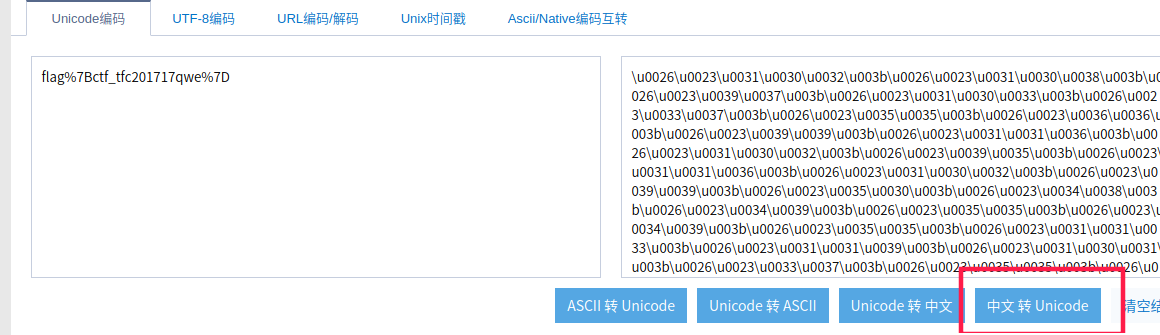 Unicode编码 UTF-8编码 URL编码/解码 Unix时间戳 Ascii/Native编码互转
flag%7Bctf_tfc201717qwe%7D
\u0026\u0023\u0031\u0030\u0032\u003b\u0026\u0023\u0031\u0030\u0038\u003b\u0
026\u0023\u0039\u0037\u003b\u0026\u0023\u0031\u0030\u0033\u003b\u0026\u002
3\u0033\u0037\u003b\u0026\u0023\u0035\u0035\u003b\u0026\u0023\u0036\u0036\u
003b\u0026\u0023\u0039\u0039\u003b\u0026\u0023\u0031\u0031\u0036\u003b\u00
26\u0023\u0031\u0030\u0032\u003b\u0026\u0023\u0039\u0035\u003b\u0026\u0023\
u0031\u0031\u0036\u003b\u0026\u0023\u0031\u0030\u0032\u003b\u0026\u0023\u0
039\u0039\u003b\u0026\u0023\u0035\u0030\u003b\u0026\u0023\u0034\u0038\u003
b\u0026\u0023\u0034\u0039\u003b\u0026\u0023\u0035\u0035\u003b\u0026\u0023\u
0034\u0039\u003b\u0026\u0023\u0035\u0035\u003b\u0026\u0023\u0031\u0031\u00
33\u003b\u0026\u0023\u0031\u0031\u0039\u003b\u0026\u0023\u0031\u0030\u0031\
u003b\u0026\u0023\u0033\u0037\u003b\u0026\u0023\u0035\u0035\u003b\u0026\u0
ASCII 转 Unicode Unicode 转 ASCII Unicode 转 中文 中文 转 Unicode 清空结